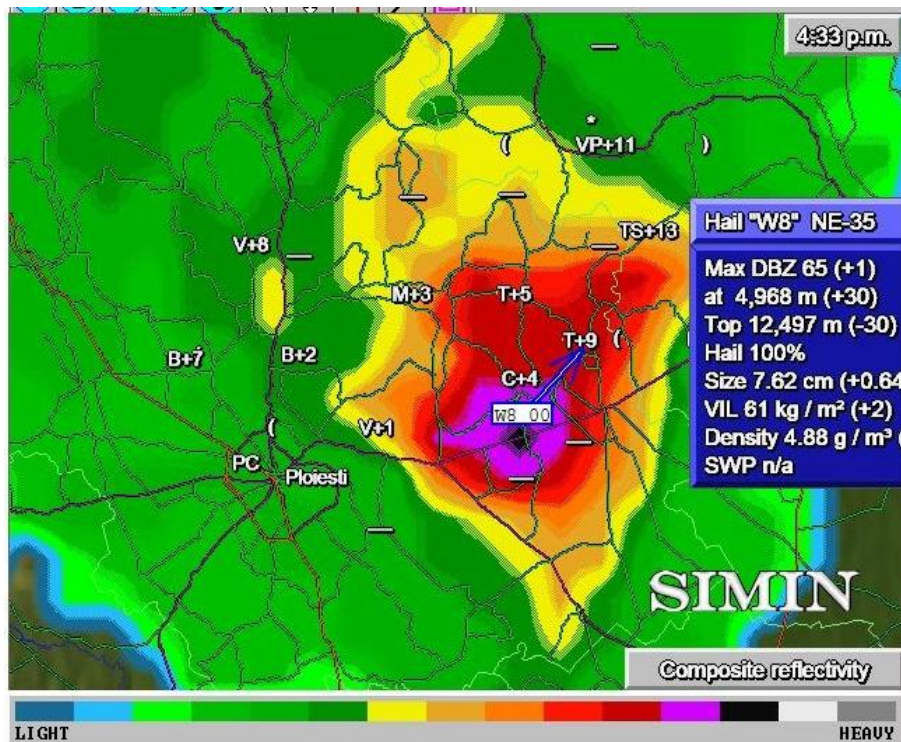 4:33 p.m.
VP+11
Hail "W8" NE-35
TS+13
V+8
Max DBZ 65 (+1)
at 4,968 m (+30)
M+3 T+5
Top 12,497 m (-30)
T+9
Hail 100%
B+7 B+2
C+4
Size 7.62 cm (+0.64
W8 00
VIL 61 kg / m² (+2)
V+1
Density 4.88 g / m³ (
PC
Ploiesti
SWP n/a
SIMIN
Composite reflectivity
LIGHT HEAVY